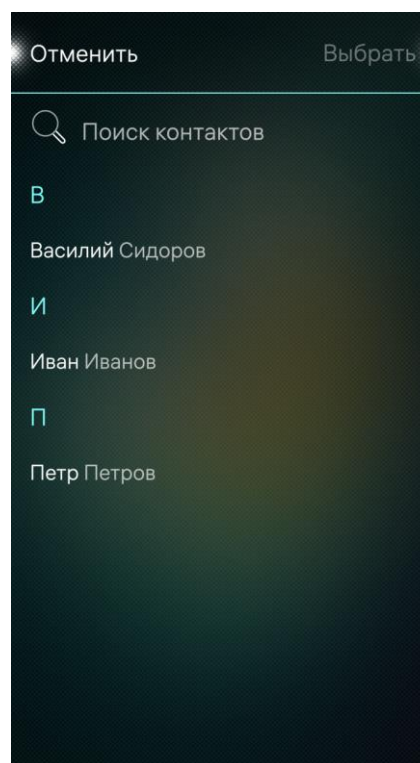 Отменить Выбрать
Поиск контактов
В
Василий Сидоров
И
Иван Иванов
П
Петр Петров